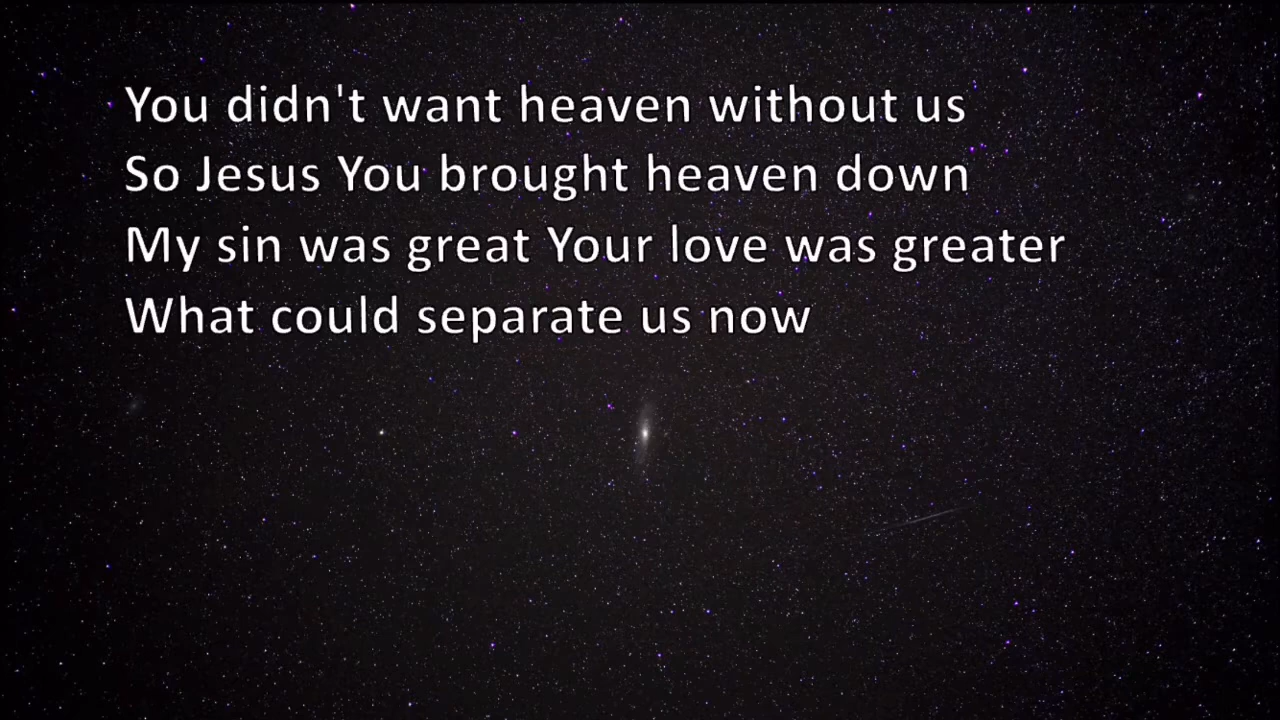 You didn't want heaven without us
So Jesus You brought heaven down
My sin was great Your love was greater
What could separate us now